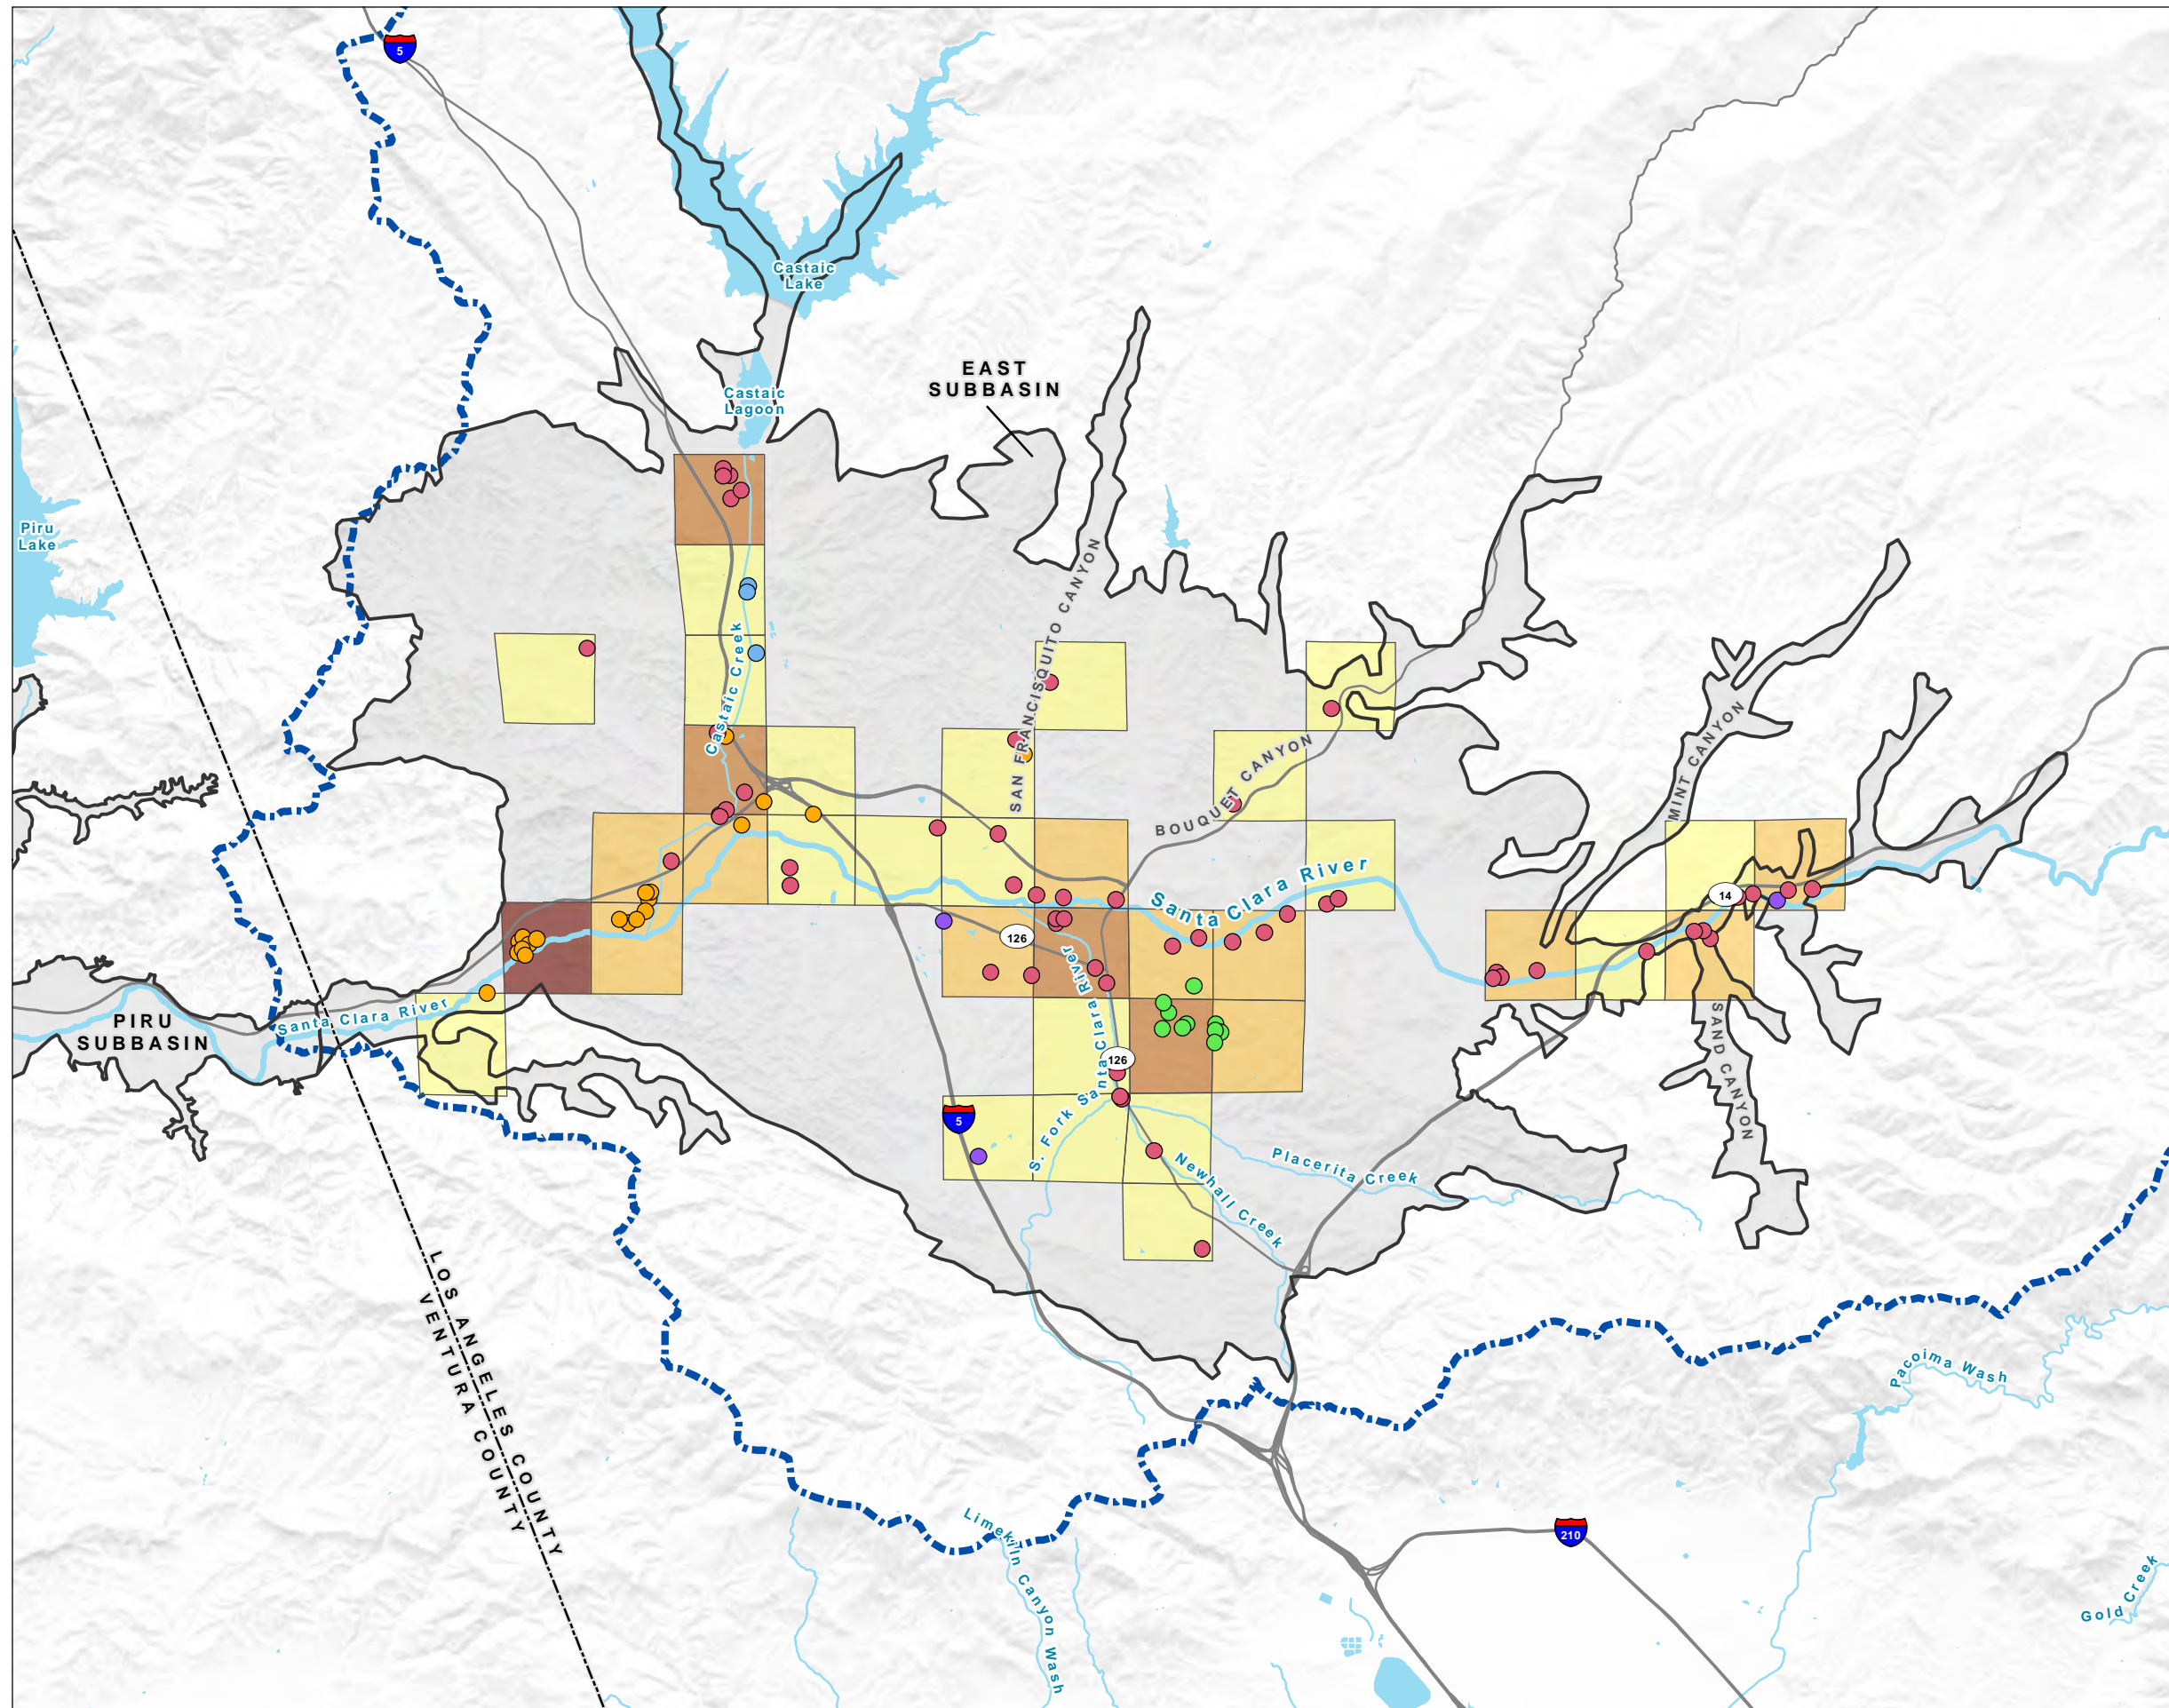 5
Castaic
Lake
EAST
SUBBASIN
Castaic
Lagoon
Piru
Lake
SAN FRANCISQUITO CANYON
Castaic Creek
BOUQUET CANYON
MINT CANYON
Santa Clara River
14
126
S. Fork Santa Clara River
126
Santa Clara River
PIRU
SUBBASIN
SAND CANYON
5
Placerita Creek
Newhall Creek
LOS ANGELES COUNTY
VENTURA COUNTY
Pacoima Wash
Limekiln Canyon Wash
210
Gold Creek